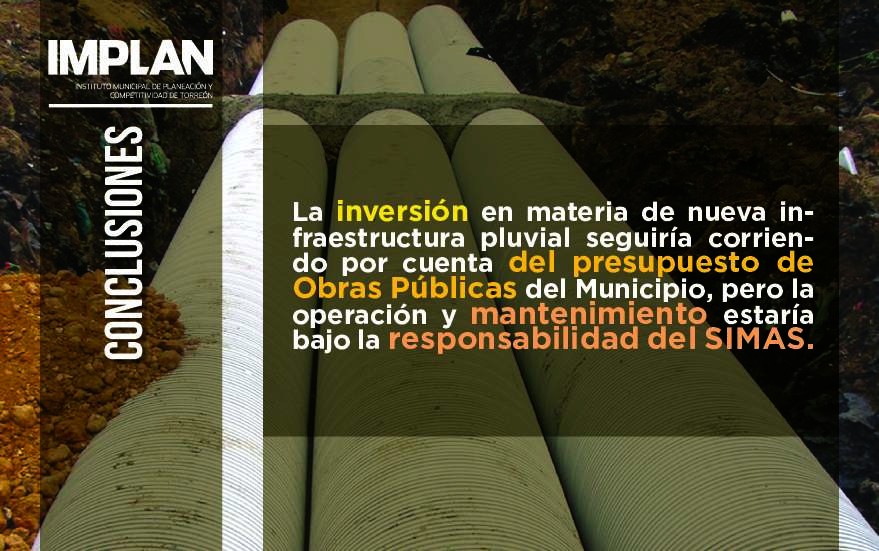 IMPLAN
INSTITUTO MUNICIPAL DE PLANEACIÓN Y
COMPETITIVIDAD DE TORREÓN
CONCLUSIONES
La inversión en materia de nueva in-
fraestructura pluvial seguiría corrien-
do por cuenta del presupuesto de
Obras Públicas del Municipio, pero la
operación y mantenimiento estaría
bajo la responsabilidad del SIMAS.